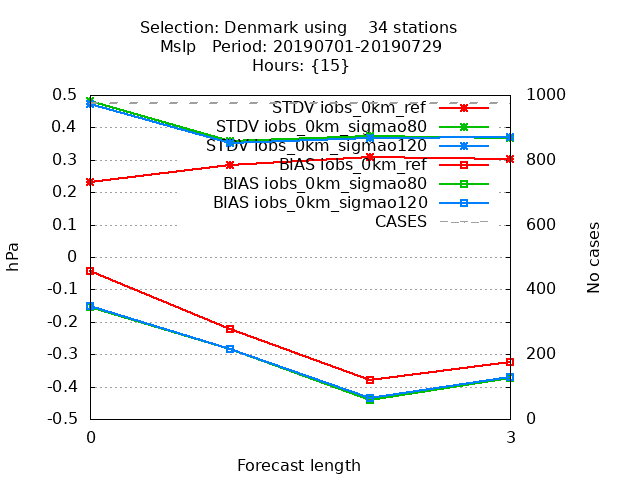 Selection: Denmark using    34 stations
Mslp   Period: 20190701-20190729
Hours: {15}
0.5
0.4
0.3
0.2
0.1
0
-0.1
-0.2
-0.3
-0.4
-0.5
hPa
STDV iobs_0km_ref
STDV iobs_0km_sigmao80
STDV iobs_0km_sigmao120
BIAS iobs_0km_ref
BIAS iobs_0km_sigmao80
BIAS iobs_0km_sigmao120
CASES
1000
800
600
400
200
0
No cases
0
3
Forecast length